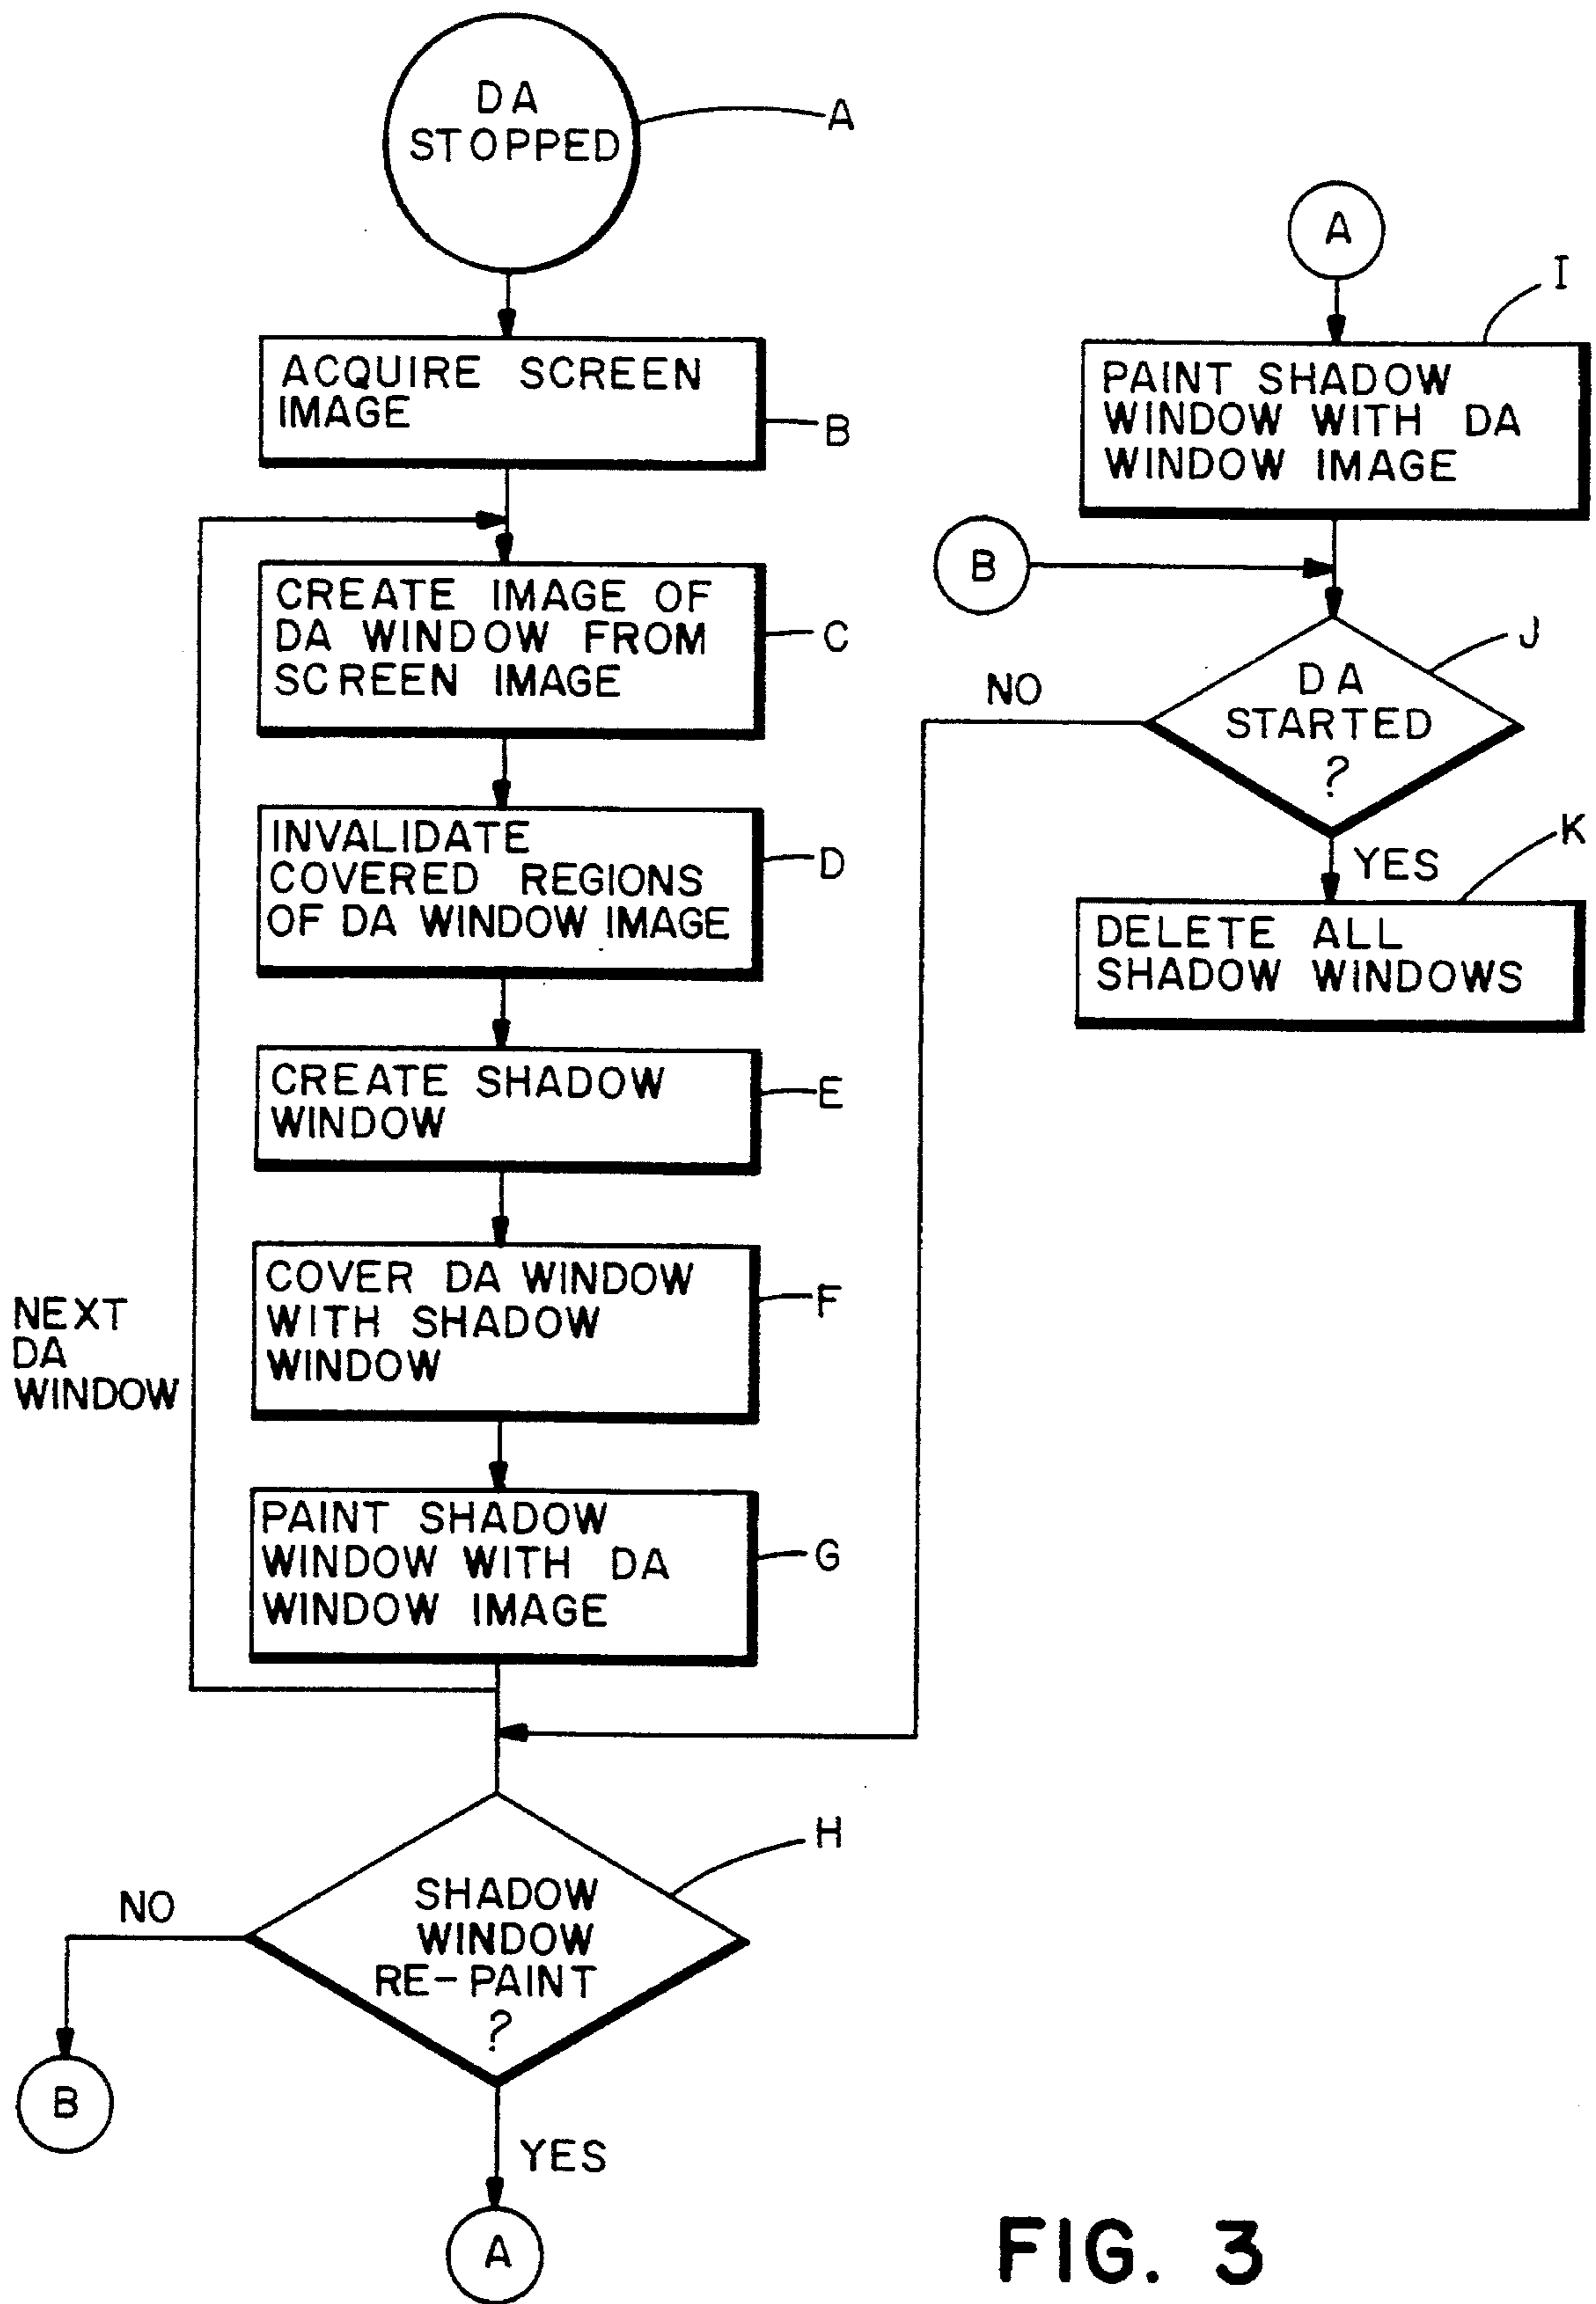 DA
STOPPED
A
ACQUIRE SCREEN
IMAGE
B
CREATE IMAGE OF
DA WINDOW FROM
SCREEN IMAGE
C
INVALIDATE
COVERED REGIONS
OF DA WINDOW IMAGE
D
CREATE SHADOW
WINDOW
E
COVER DA WINDOW
WITH SHADOW
WINDOW
F
NEXT
DA
WINDOW
PAINT SHADOW
WINDOW WITH DA
WINDOW IMAGE
G
SHADOW
WINDOW
RE-PAINT
?
H
NO
B
YES
A
A
I
PAINT SHADOW
WINDOW WITH DA
WINDOW IMAGE
B
DA
STARTED
?
J
NO
YES
K
DELETE ALL
SHADOW WINDOWS
FIG. 3